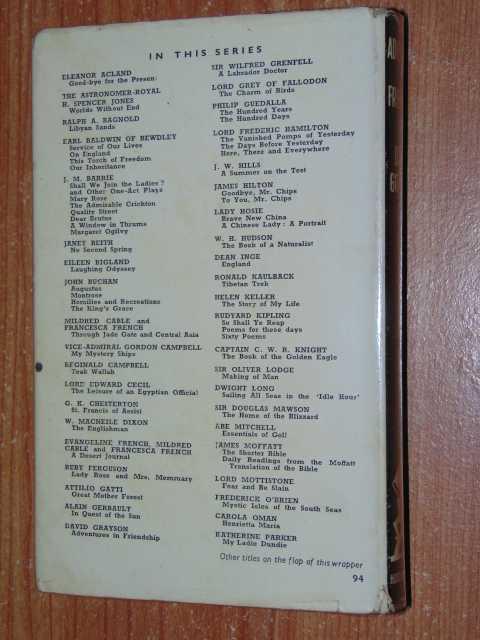 IN THIS SERIES
ELEANOR ACLAND
Good-bye for the Present
THE ASTRONOMER-ROYAL
H. SPENCER JONES
Worlds Without End
RALPH A. BAGNOLD
Libyan Sands
EARL BALDWIN OF BEWDLEY
Service of Our Lives
On England
This Torch of Freedom
Our Inheritance
J. M. BARRIE
Shall We Join the Ladies?
and Other One-Act Plays
Mary Rose
The Admirable Crichton
Quality Street
Dear Brutus
A Window in Thrums
Margaret Ogilvy
JANET BEITH
No Second Spring
EILEEN BIGLAND
Laughing Odyssey
JOHN BUCHAN
Augustus
Montrose
Homilies and Recreations
The King's Grace
MILDRED CABLE and
FRANCESCA FRENCH
Through Jade Gate and Central Asia
VICE-ADMIRAL GORDON CAMPBELL
My Mystery Ships
REGINALD CAMPBELL
Teak Wallah
LORD EDWARD CECIL
The Leisure of an Egyptian Official
G. K. CHESTERTON
St. Francis of Assisi
W. MACNEILE DIXON
The Englishman
EVANGELINE FRENCH, MILDRED
CABLE and FRANCESCA FRENCH
A Desert Journal
RUBY FERGUSON
Lady Rose and Mrs. Memmary
ATTILIO GATTI
Great Mother Forest
ALAIN GERBAULT
In Quest of the Sun
DAVID GRAYSON
Adventures in Friendship
SIR WILFRED GRENFELL
A Labrador Doctor
LORD GREY OF FALLODON
The Charm of Birds
PHILIP GUEDALLA
The Hundred Years
The Hundred Days
LORD FREDERIC HAMILTON
The Vanished Pomps of Yesterday
The Days Before Yesterday
Here, There and Everywhere
J. W. HILLS
A Summer on the Test
JAMES HILTON
Goodbye, Mr. Chips
To You, Mr. Chips
LADY HOSIE
Brave New China
A Chinese Lady: A Portrait
W. H. HUDSON
The Book of a Naturalist
DEAN INGE
England
RONALD KAULBACK
Tibetan Trek
HELEN KELLER
The Story of My Life
RUDYARD KIPLING
So Shall Ye Reap
Poems for these days
Sixty Poems
CAPTAIN C. W. R. KNIGHT
The Book of the Golden Eagle
SIR OLIVER LODGE
Making of Man
DWIGHT LONG
Sailing All Seas in the 'Idle Hour'
SIR DOUGLAS MAWSON
The Home of the Blizzard
ABE MITCHELL
Essentials of Golf
JAMES MOFFATT
The Shorter Bible
Daily Readings from the Moffatt
Translation of the Bible
LORD MOTTISTONE
Fear and Be Slain
FREDERICK O'BRIEN
Mystic Isles of the South Seas
CAROLA OMAN
Henrietta Maria
KATHERINE PARKER
My Ladie Dundie
Other titles on the flap of this wrapper
94